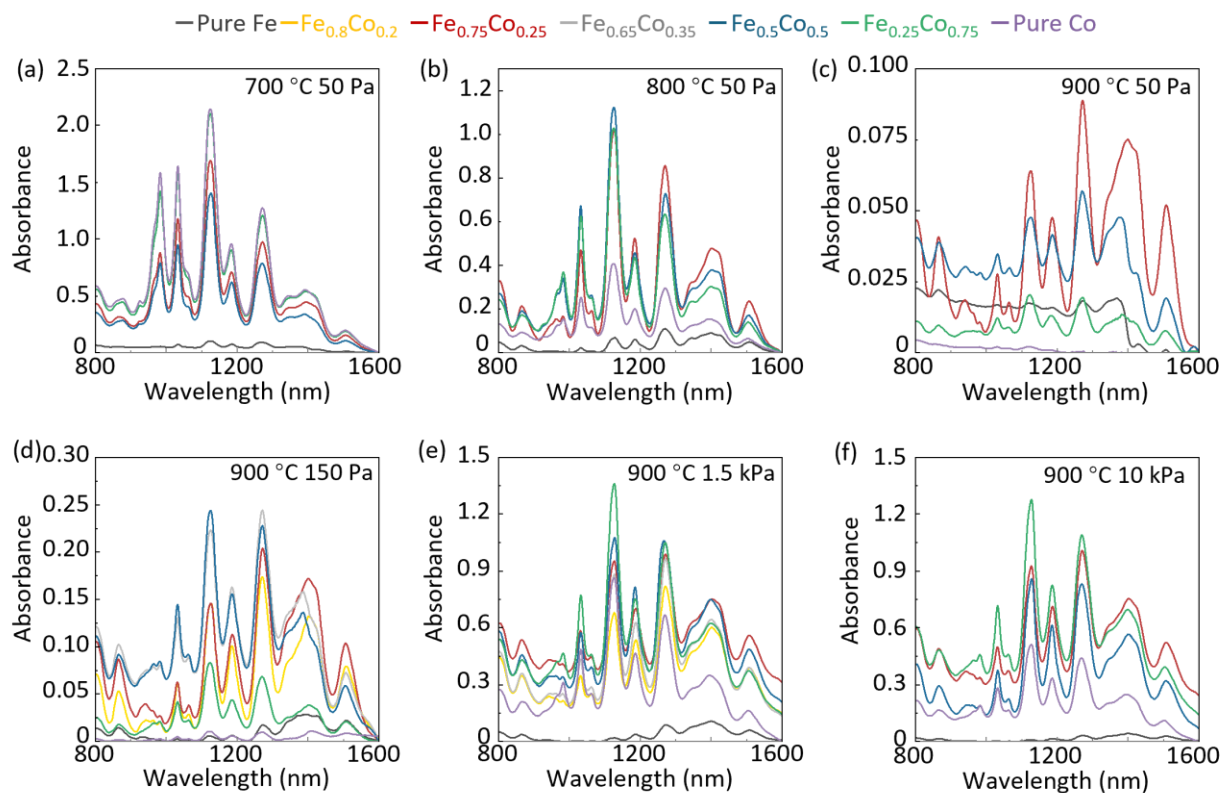 Pure Fe Fe0.8Co0.2 Fe0.75Co0.25 Fe0.65Co0.35 Fe0.5Co0.5 Fe0.25Co0.75 Pure Co
(a) 700 °C 50 Pa
2.5
2.0
1.5
1.0
0.5
0
Absorbance
800 1200 1600
Wavelength (nm)
(b) 800 °C 50 Pa
1.2
1.0
0.8
0.6
0.4
0.2
0
Absorbance
800 1200 1600
Wavelength (nm)
(c) 900 °C 50 Pa
0.100
0.075
0.050
0.025
0
Absorbance
800 1200 1600
Wavelength (nm)
(d) 900 °C 150 Pa
0.30
0.25
0.20
0.15
0.10
0.05
0
Absorbance
800 1200 1600
Wavelength (nm)
(e) 900 °C 1.5 kPa
1.5
1.2
0.9
0.6
0.3
0
Absorbance
800 1200 1600
Wavelength (nm)
(f) 900 °C 10 kPa
1.5
1.2
0.9
0.6
0.3
0
Absorbance
800 1200 1600
Wavelength (nm)